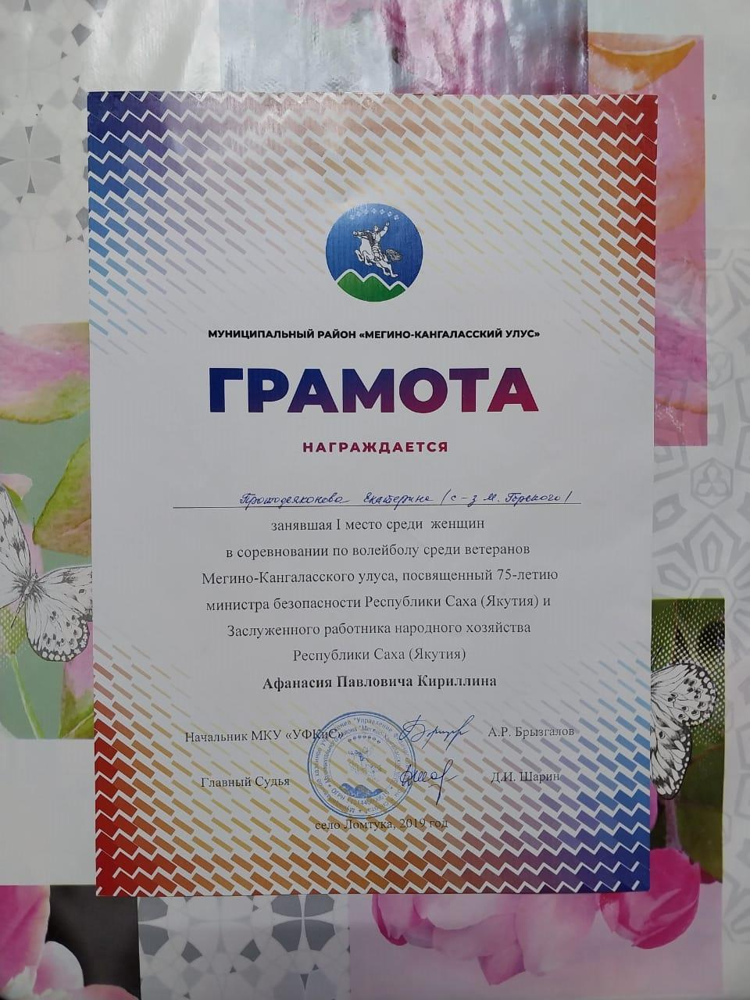 МУНИЦИПАЛЬНЫЙ РАЙОН «МЕГИНО-КАНГАЛАССКИЙ УЛУС»
ГРАМОТА
НАГРАЖДАЕТСЯ
Протодьяконова Екатерина (с-з М. Горького)
занявшая I место среди женщин
в соревновании по волейболу среди ветеранов
Мегино-Кангаласского улуса, посвященный 75-летию
министра безопасности Республики Саха (Якутия) и
Заслуженного работника народного хозяйства
Республики Саха (Якутия)
Афанасия Павловича Кириллина
Начальник МКУ «УФКиС» А.Р. Брызгалов
Главный Судья Д.И. Шарин
село Ломтука, 2019 год